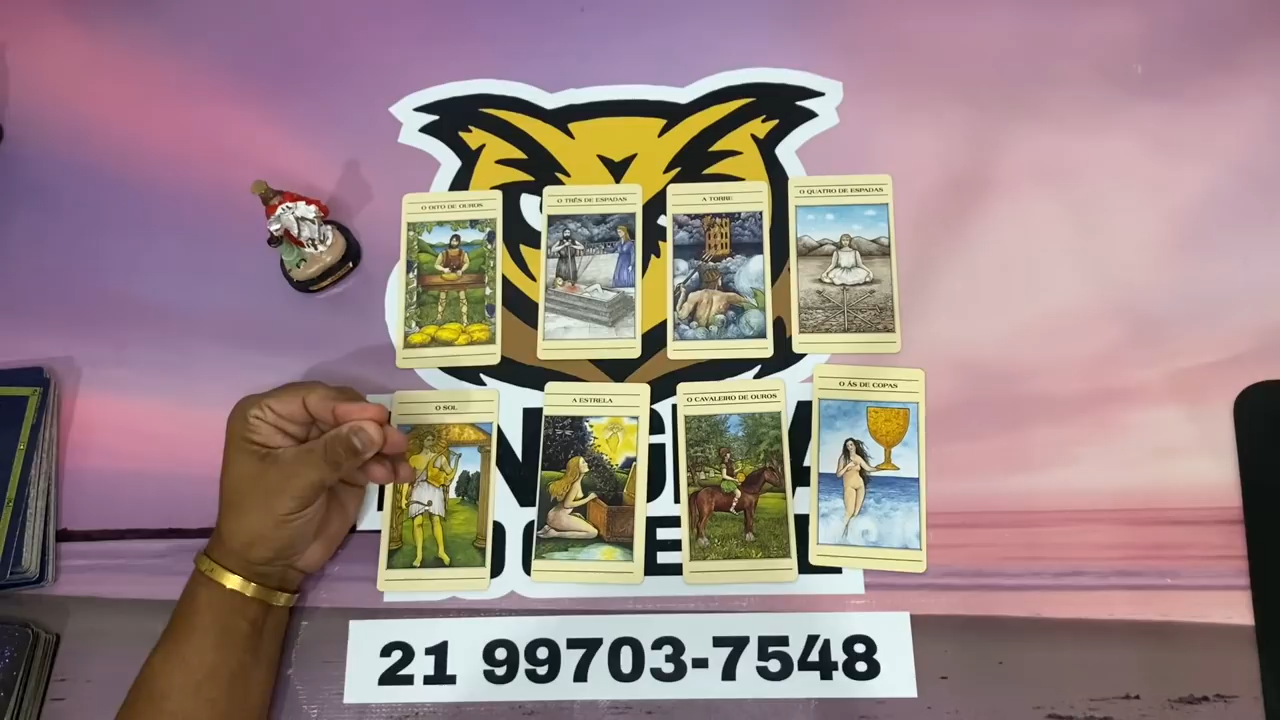 O OITO DE OUROS
O TRÊS DE ESPADAS
A TORRE
O QUATRO DE ESPADAS
O SOL
A ESTRELA
O CAVALEIRO DE OUROS
O ÁS DE COPAS
21 99703-7548